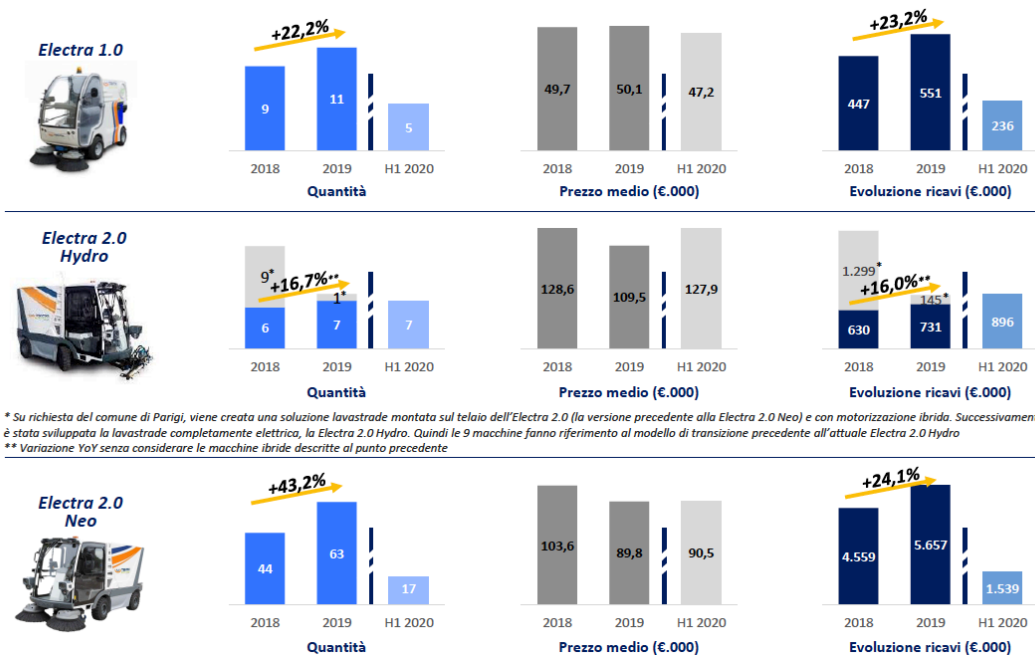 Electra 1.0
+22,2%
9
11
5
2018 2019 H1 2020
Quantità
49,7 50,1 47,2
2018 2019 H1 2020
Prezzo medio (€.000)
+23,2%
447
551
236
2018 2019 H1 2020
Evoluzione ricavi (€.000)
Electra 2.0
Hydro
9*
+16,7%**
1*
6 7 7
2018 2019 H1 2020
Quantità
128,6 109,5 127,9
2018 2019 H1 2020
Prezzo medio (€.000)
1.299*
+16,0%**
145*
630 731 896
2018 2019 H1 2020
Evoluzione ricavi (€.000)
* Su richiesta del comune di Parigi, viene creata una soluzione lavastrade montata sul telaio dell'Electra 2.0 (la versione precedente alla Electra 2.0 Neo) e con motorizzazione ibrida. Successivament
è stata sviluppata la lavastrade completamente elettrica, la Electra 2.0 Hydro. Quindi le 9 macchine fanno riferimento al modello di transizione precedente all'attuale Electra 2.0 Hydro
** Variazione YoY senza considerare le macchine ibride descritte al punto precedente
Electra 2.0
Neo
+43,2%
44
63
17
2018 2019 H1 2020
Quantità
103,6 89,8 90,5
2018 2019 H1 2020
Prezzo medio (€.000)
+24,1%
4.559
5.657
1.539
2018 2019 H1 2020
Evoluzione ricavi (€.000)